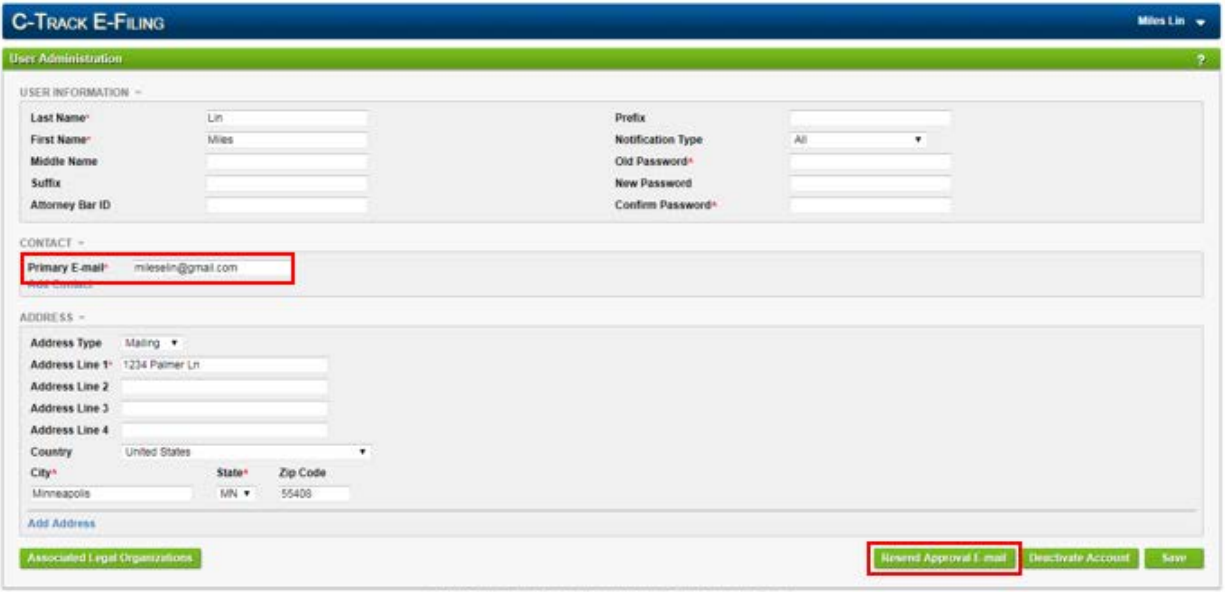 C-TRACK E-FILING Miles Lin
User Administration ?
USER INFORMATION
Last Name* Lin Prefix
First Name* Miles Notification Type All
Middle Name Old Password*
Suffix New Password
Attorney Bar ID Confirm Password*
CONTACT
Primary E-mail* mileselin@gmail.com
Add Contact
ADDRESS
Address Type Mailing
Address Line 1* 1234 Palmer Ln
Address Line 2
Address Line 3
Address Line 4
Country United States
City* State* Zip Code
Minneapolis MN 55408
Add Address
Associated Legal Organizations Resend Approval E-mail Deactivate Account Save